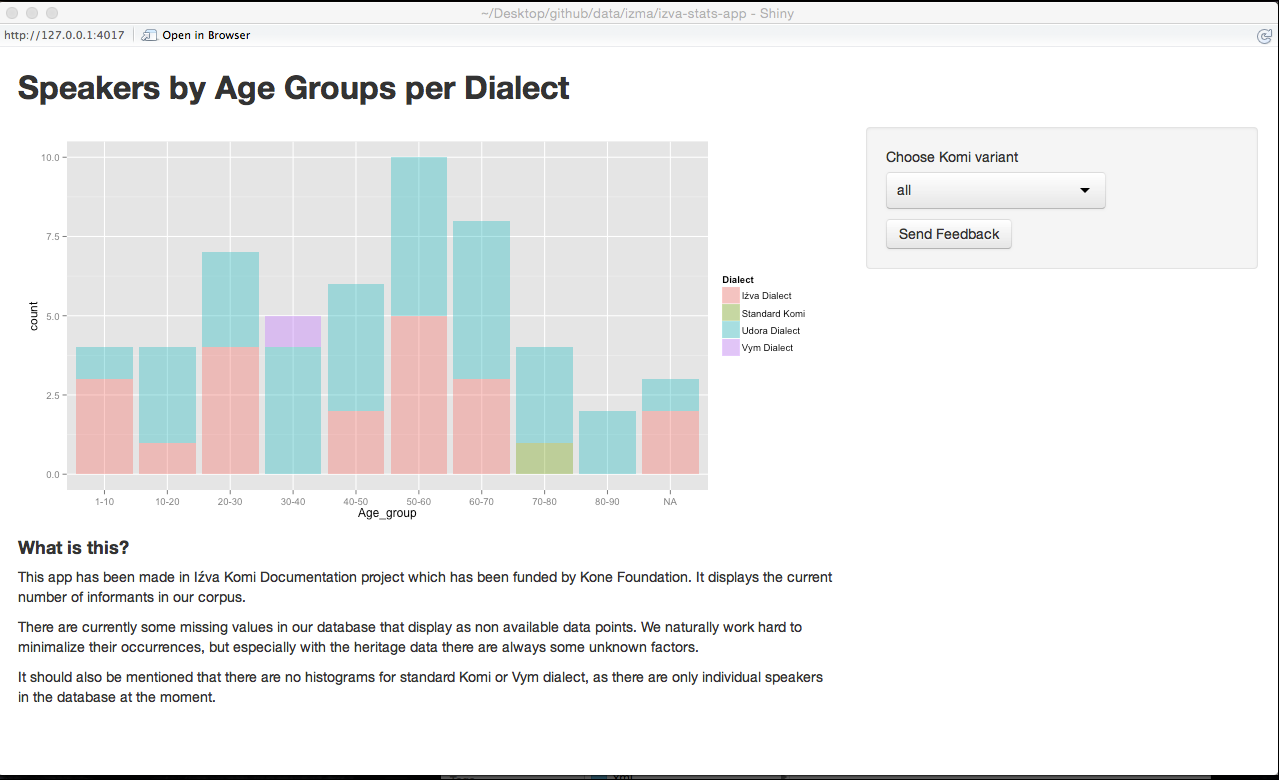 ~/Desktop/github/data/izma/izva-stats-app - Shiny
http://127.0.0.1:4017
Open in Browser
Speakers by Age Groups per Dialect
10.0
7.5
5.0
2.5
0.0
count
1-10 10-20 20-30 30-40 40-50 50-60 60-70 70-80 80-90 NA
Age_group
Dialect
Iźva Dialect
Standard Komi
Udora Dialect
Vym Dialect
Choose Komi variant
all
Send Feedback
What is this?
This app has been made in Iźva Komi Documentation project which has been funded by Kone Foundation. It displays the current
number of informants in our corpus.
There are currently some missing values in our database that display as non available data points. We naturally work hard to
minimalize their occurrences, but especially with the heritage data there are always some unknown factors.
It should also be mentioned that there are no histograms for standard Komi or Vym dialect, as there are only individual speakers
in the database at the moment.